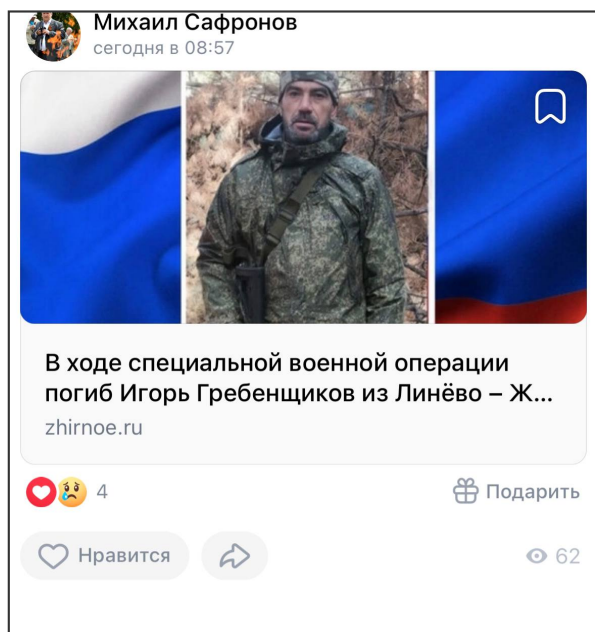 Михаил Сафронов
сегодня в 08:57
В ходе специальной военной операции
погиб Игорь Гребенщиков из Линёво – Ж...
zhirnoe.ru
4
Подарить
Нравится
62